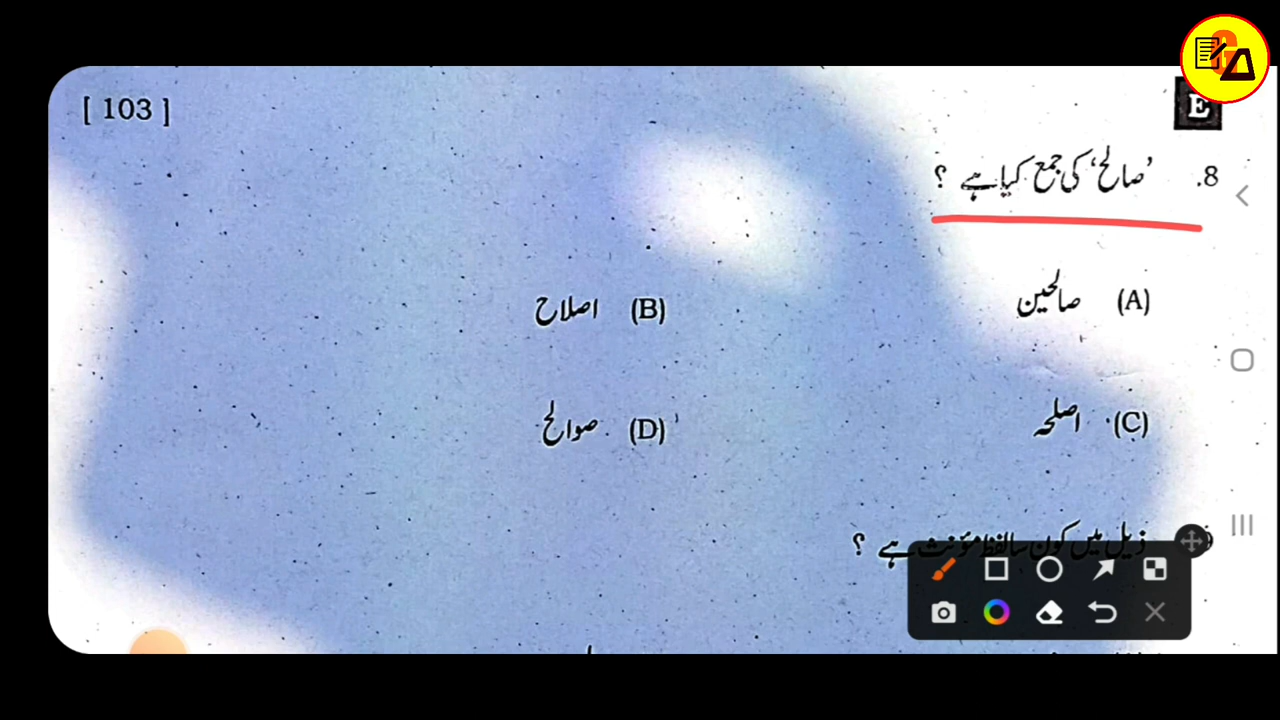 [ 103 ]
E
8. 'صالح' کی جمع کیا ہے ؟
(A) صالحین
(B) اصلاح
(C) اصلحہ
(D) صوالح
ذیل میں کون سا لفظ مؤنث ہے ؟